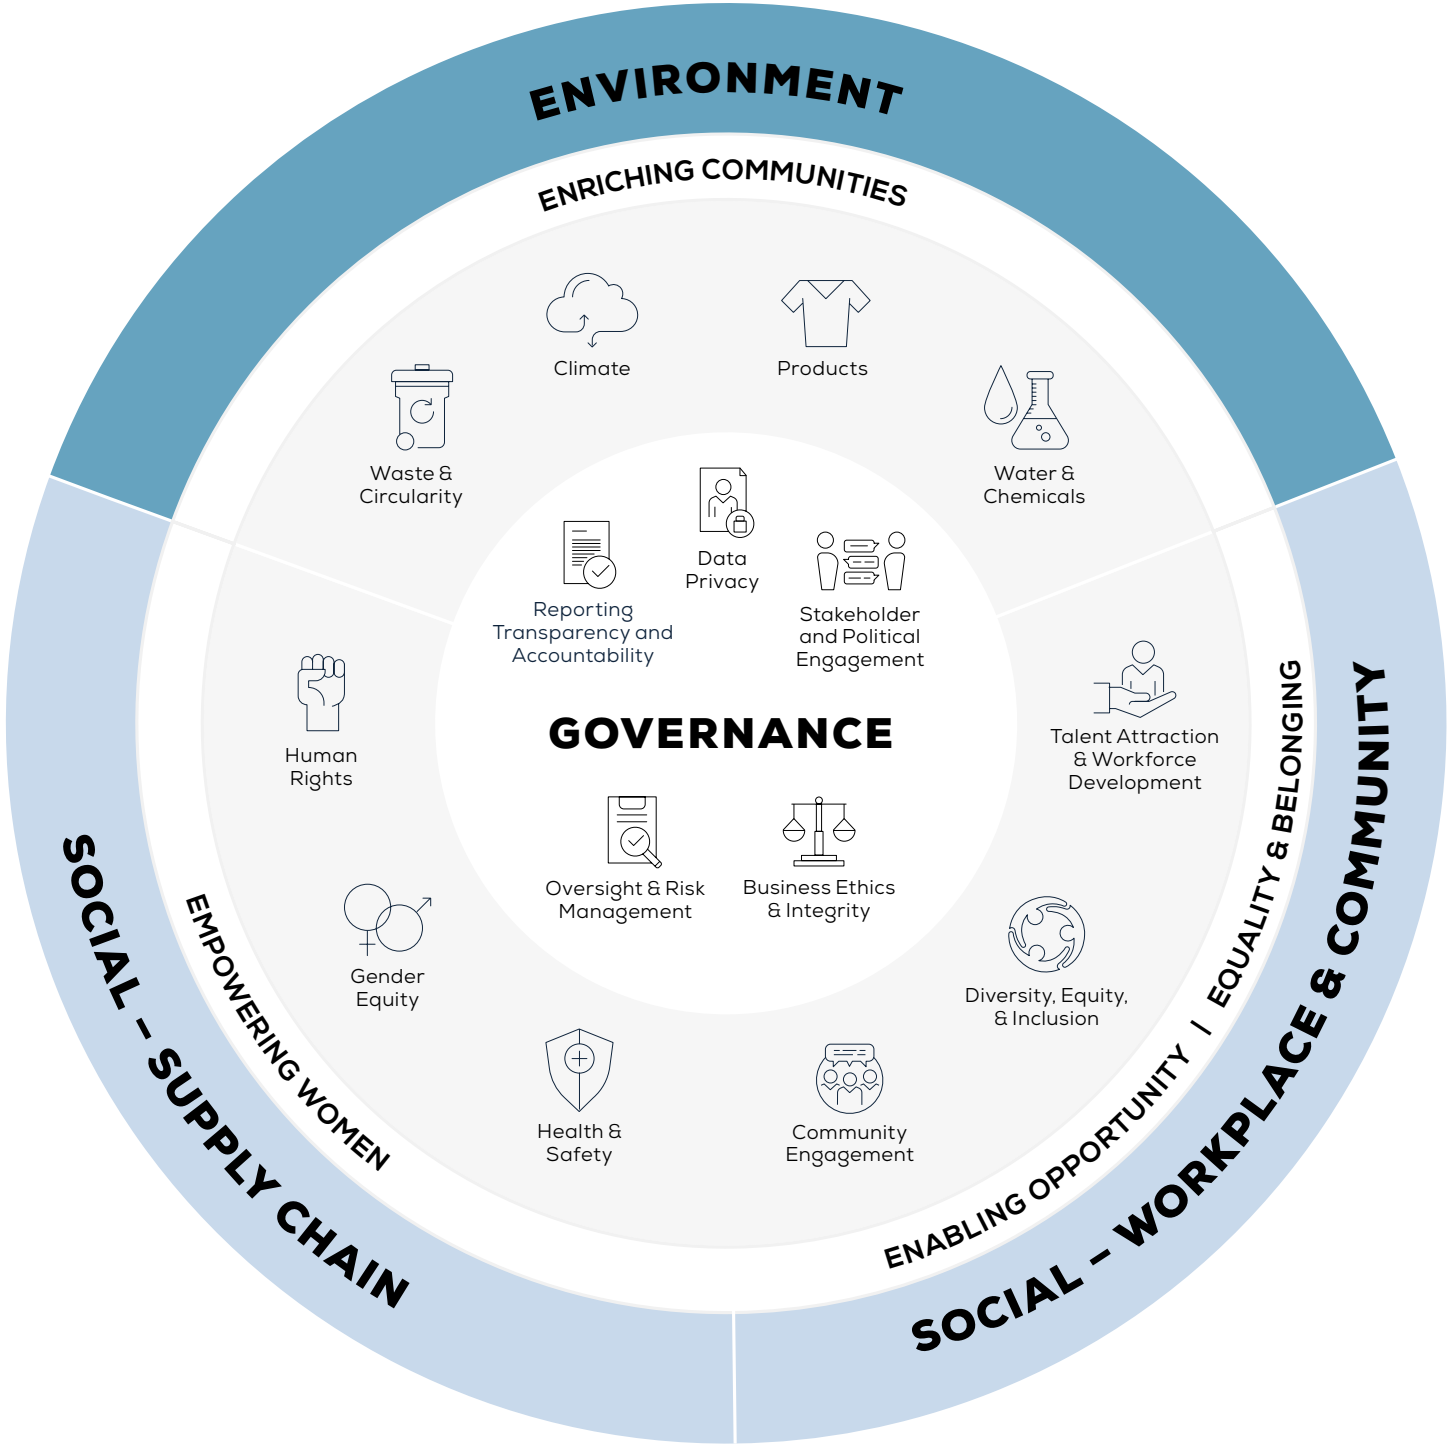 ENVIRONMENT
ENRICHING COMMUNITIES
Climate
Products
Waste &
Circularity
Water &
Chemicals
Data
Privacy
Reporting
Transparency and
Accountability
Stakeholder
and Political
Engagement
GOVERNANCE
Oversight & Risk
Management
Business Ethics
& Integrity
Human
Rights
Gender
Equity
Health &
Safety
EMPOWERING WOMEN
SOCIAL – SUPPLY CHAIN
Talent Attraction
& Workforce
Development
Diversity, Equity,
& Inclusion
Community
Engagement
ENABLING OPPORTUNITY | EQUALITY & BELONGING
SOCIAL – WORKPLACE & COMMUNITY